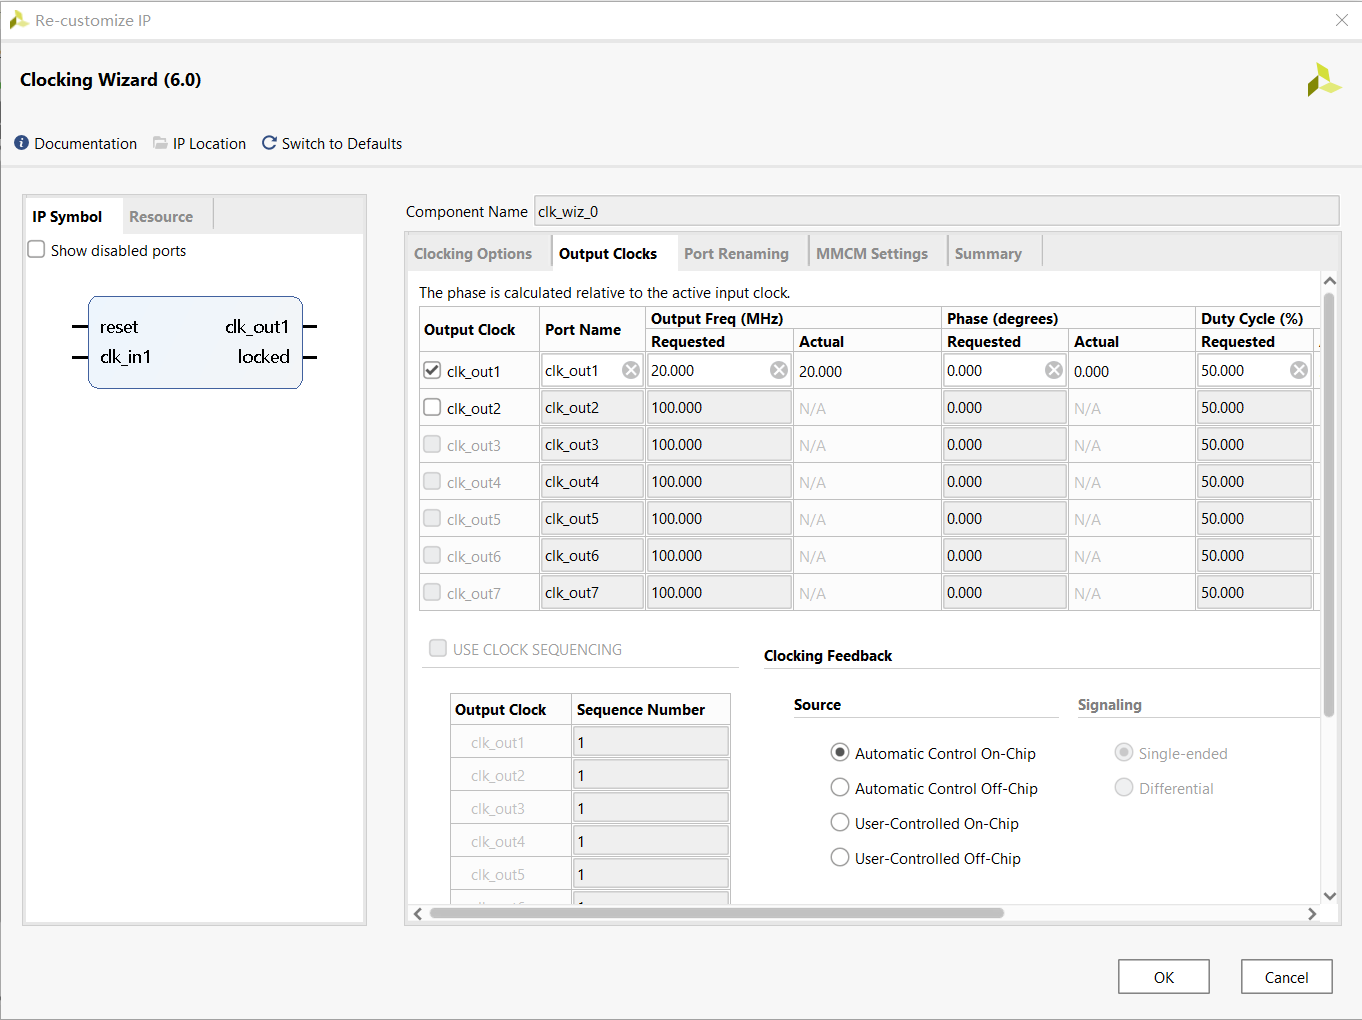 Re-customize IP
Clocking Wizard (6.0)
Documentation IP Location Switch to Defaults
IP Symbol Resource
Show disabled ports
reset clk_out1
clk_in1 locked
Component Name clk_wiz_0
Clocking Options Output Clocks Port Renaming MMCM Settings Summary
The phase is calculated relative to the active input clock.
Output Clock Port Name Output Freq (MHz) Phase (degrees) Duty Cycle (%)
Requested Actual Requested Actual Requested
clk_out1 clk_out1 20.000 20.000 0.000 0.000 50.000
clk_out2 clk_out2 100.000 N/A 0.000 N/A 50.000
clk_out3 clk_out3 100.000 N/A 0.000 N/A 50.000
clk_out4 clk_out4 100.000 N/A 0.000 N/A 50.000
clk_out5 clk_out5 100.000 N/A 0.000 N/A 50.000
clk_out6 clk_out6 100.000 N/A 0.000 N/A 50.000
clk_out7 clk_out7 100.000 N/A 0.000 N/A 50.000
USE CLOCK SEQUENCING
Output Clock Sequence Number
clk_out1 1
clk_out2 1
clk_out3 1
clk_out4 1
clk_out5 1
Clocking Feedback
Source Signaling
Automatic Control On-Chip Single-ended
Automatic Control Off-Chip Differential
User-Controlled On-Chip
User-Controlled Off-Chip
OK Cancel